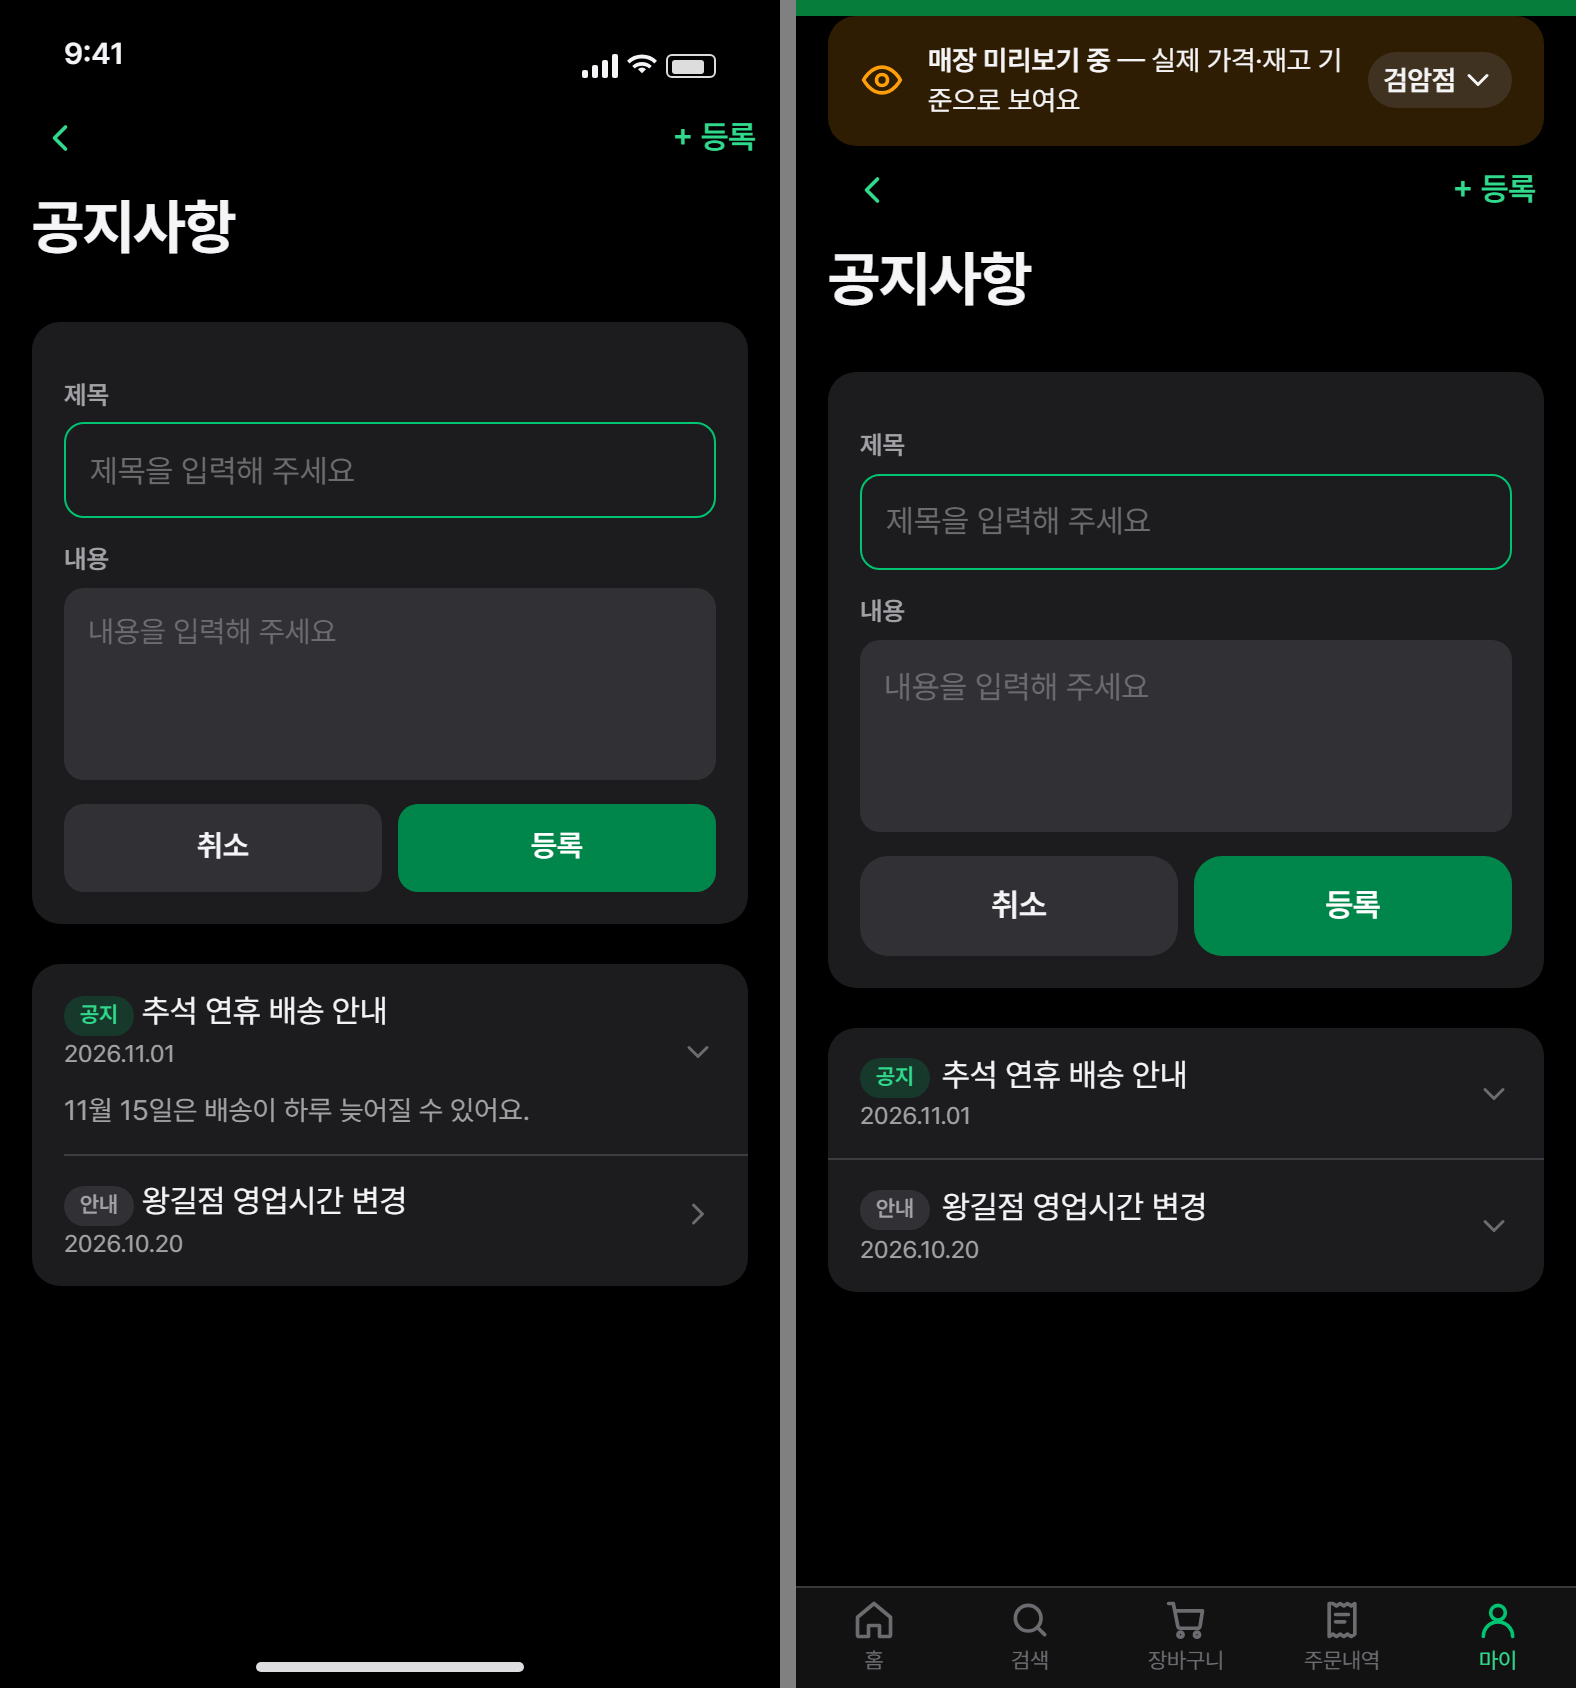 9:41
+ 등록
공지사항
제목
제목을 입력해 주세요
내용
내용을 입력해 주세요
취소
등록
공지 추석 연휴 배송 안내
2026.11.01
11월 15일은 배송이 하루 늦어질 수 있어요.
안내 왕길점 영업시간 변경
2026.10.20
매장 미리보기 중 — 실제 가격·재고 기
준으로 보여요
검암점
+ 등록
공지사항
제목
제목을 입력해 주세요
내용
내용을 입력해 주세요
취소
등록
공지 추석 연휴 배송 안내
2026.11.01
안내 왕길점 영업시간 변경
2026.10.20
홈
검색
장바구니
주문내역
마이